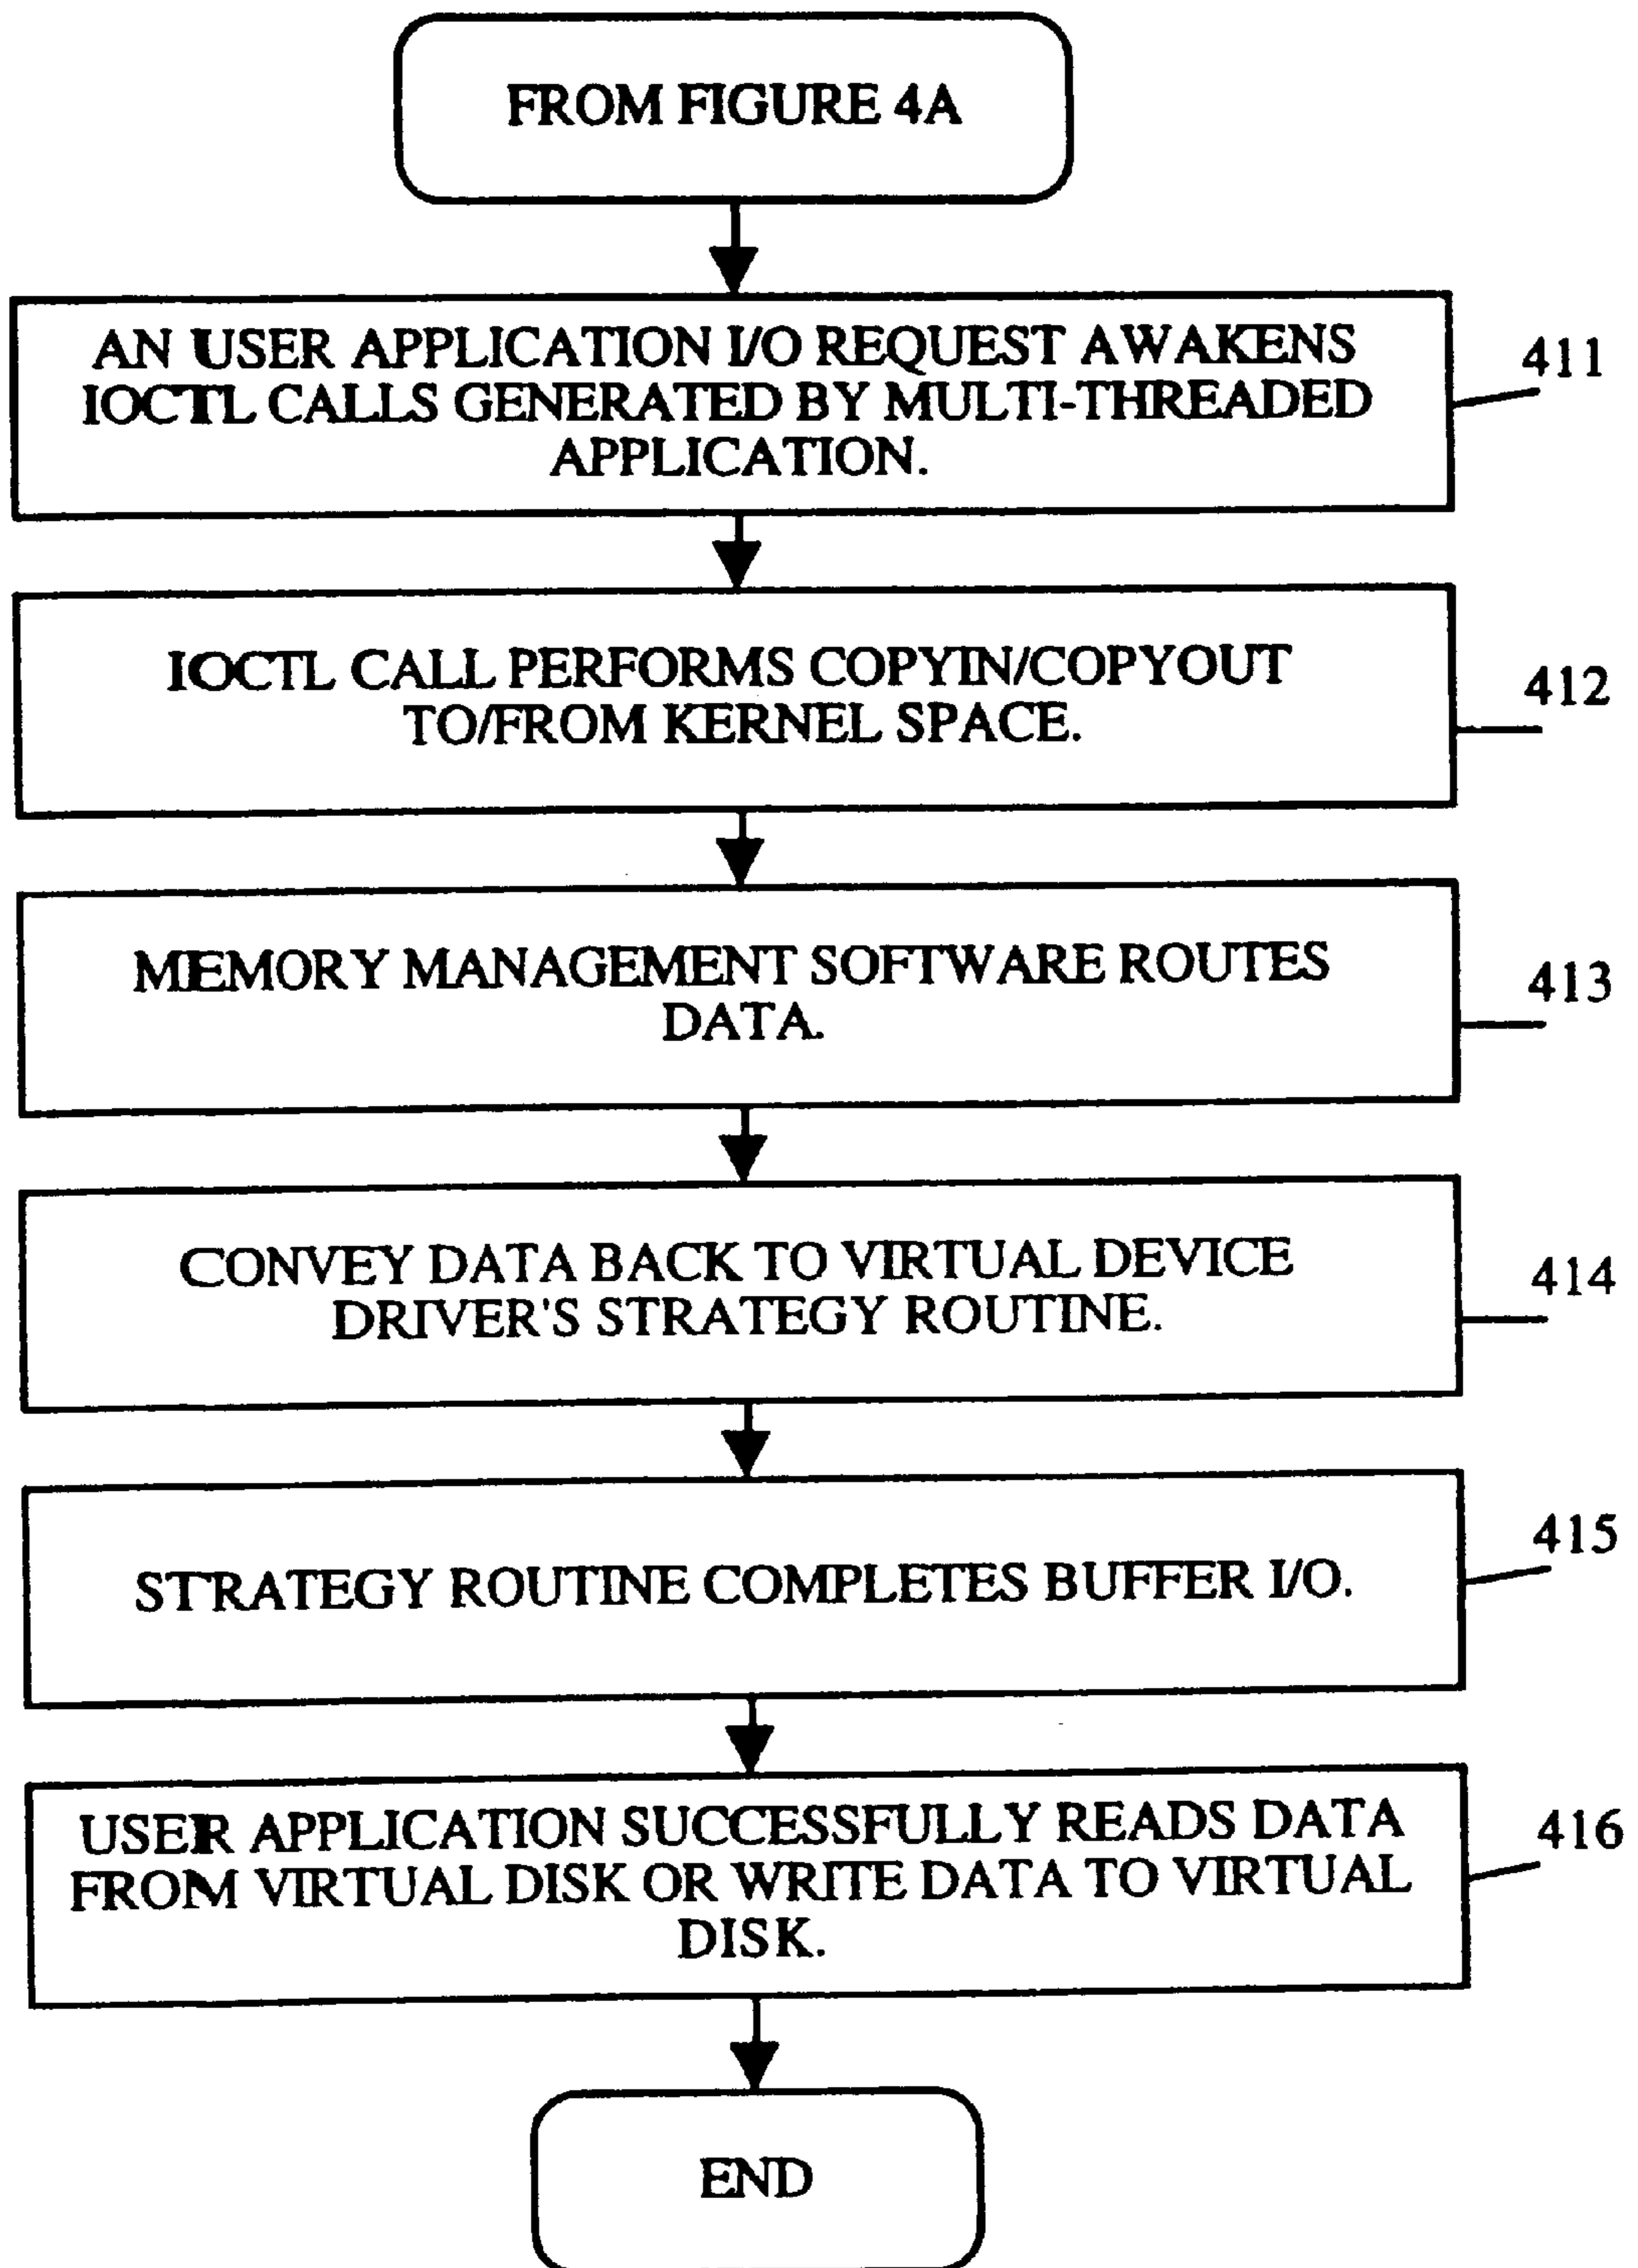 FROM FIGURE 4A
AN USER APPLICATION I/O REQUEST AWAKENS
IOCTL CALLS GENERATED BY MULTI-THREADED
APPLICATION.
411
IOCTL CALL PERFORMS COPYIN/COPYOUT
TO/FROM KERNEL SPACE.
412
MEMORY MANAGEMENT SOFTWARE ROUTES
DATA.
413
CONVEY DATA BACK TO VIRTUAL DEVICE
DRIVER'S STRATEGY ROUTINE.
414
STRATEGY ROUTINE COMPLETES BUFFER I/O.
415
USER APPLICATION SUCCESSFULLY READS DATA
FROM VIRTUAL DISK OR WRITE DATA TO VIRTUAL
DISK.
416
END